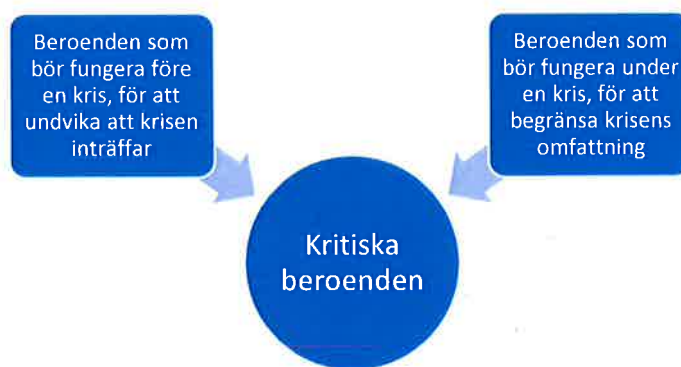 Beroenden som
bör fungera före
en kris, för att
undvika att krisen
inträffar
Beroenden som
bör fungera under
en kris, för att
begränsa krisens
omfattning
Kritiska
beroenden